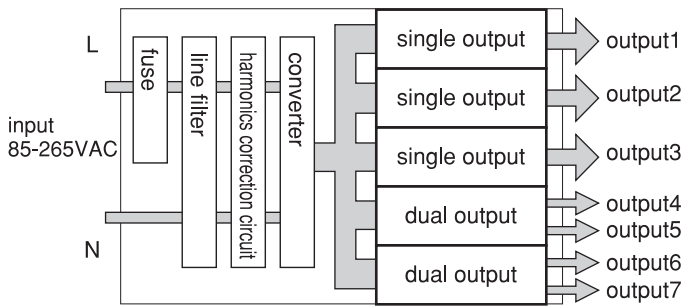 L
input
85-265VAC
N
fuse
line filter
harmonics correction circuit
converter
single output
single output
single output
dual output
dual output
output1
output2
output3
output4
output5
output6
output7